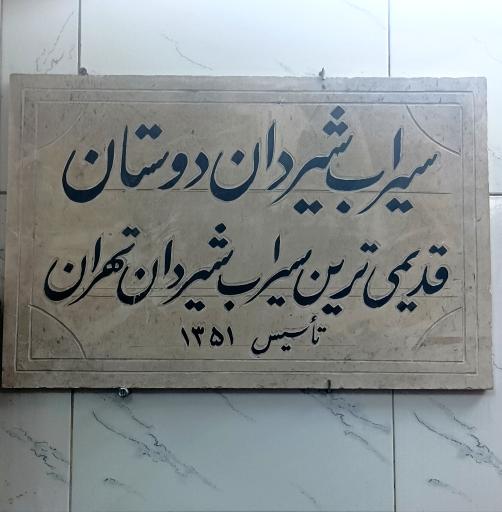 سیراب شیردان دوستان
قدیمی ترین سیراب شیردان تهران
تأسیس ۱۳۵۱